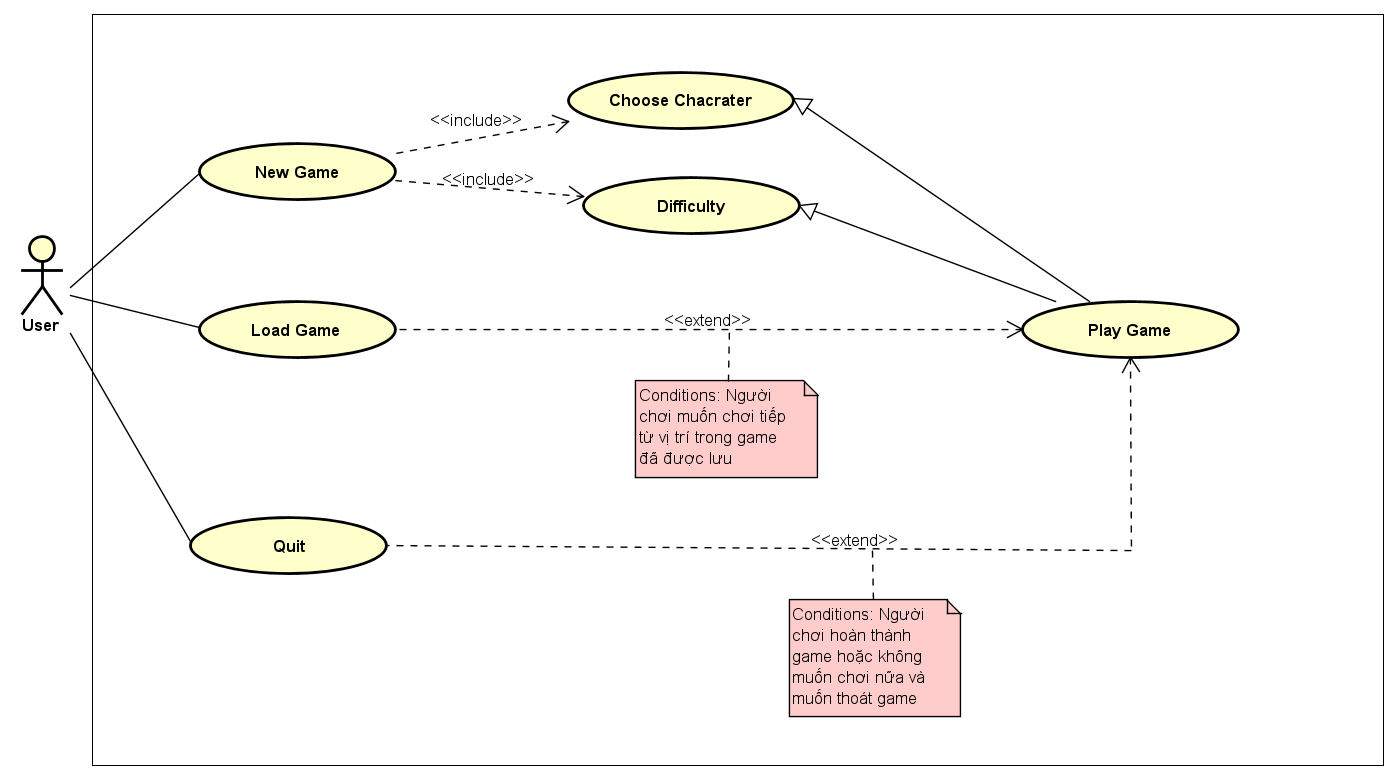 Choose Chacrater
<<include>>
New Game
<<include>>
Difficulty
User
Load Game
<<extend>>
Play Game
Conditions: Người
chơi muốn chơi tiếp
từ vị trí trong game
đã được lưu
Quit
<<extend>>
Conditions: Người
chơi hoàn thành
game hoặc không
muốn chơi nữa và
muốn thoát game